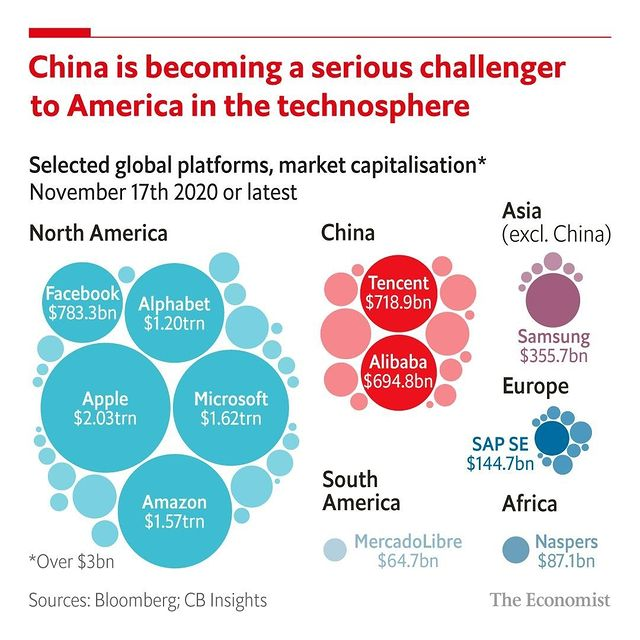 China is becoming a serious challenger
to America in the technosphere
Selected global platforms, market capitalisation*
November 17th 2020 or latest
North America
Facebook
$783.3bn
Alphabet
$1.20trn
Apple
$2.03trn
Microsoft
$1.62trn
Amazon
$1.57trn
China
Tencent
$718.9bn
Alibaba
$694.8bn
Asia
(excl. China)
Samsung
$355.7bn
Europe
SAP SE
$144.7bn
South
America
MercadoLibre
$64.7bn
Africa
Naspers
$87.1bn
*Over $3bn
Sources: Bloomberg; CB Insights
The Economist